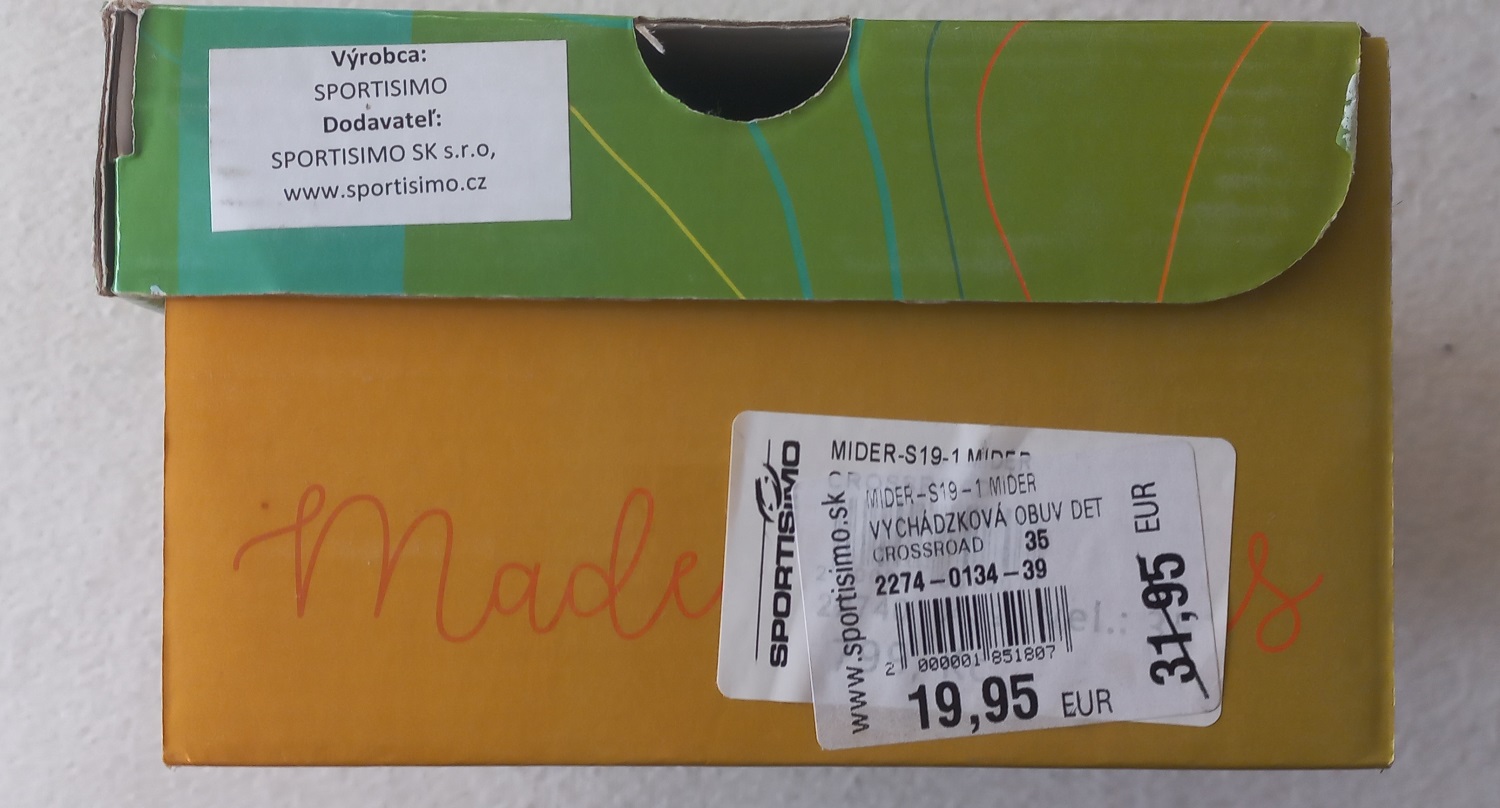 Výrobca:
SPORTISIMO
Dodavateľ:
SPORTISIMO SK s.r.o,
www.sportisimo.cz
Made
s
SPORTISIMO
MIDER-S19-1 MIDER
www.sportisimo.sk
MIDER-S19-1 MIDER
VYCHÁDZKOVÁ OBUV DET
CROSSROAD 35
2274-0134-39
2 000001 851807
19,95 EUR
31,95 EUR